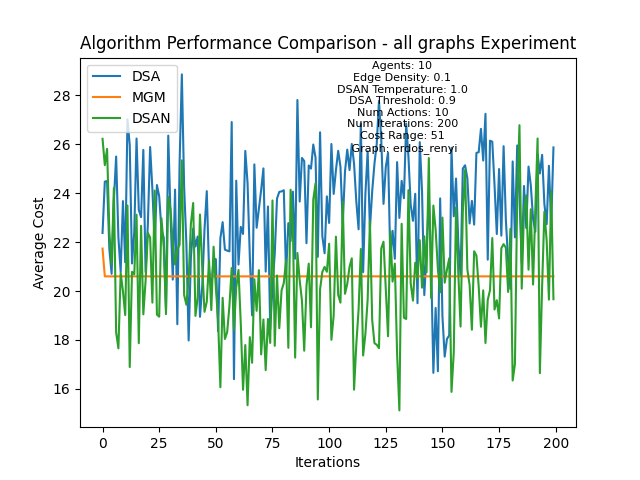 Algorithm Performance Comparison - all graphs Experiment
DSA
MGM
DSAN
Agents: 10
Edge Density: 0.1
DSAN Temperature: 1.0
DSA Threshold: 0.9
Num Actions: 10
Num Iterations: 200
Cost Range: 51
Graph: erdos_renyi
Average Cost
28
26
24
22
20
18
16
0 25 50 75 100 125 150 175 200
Iterations